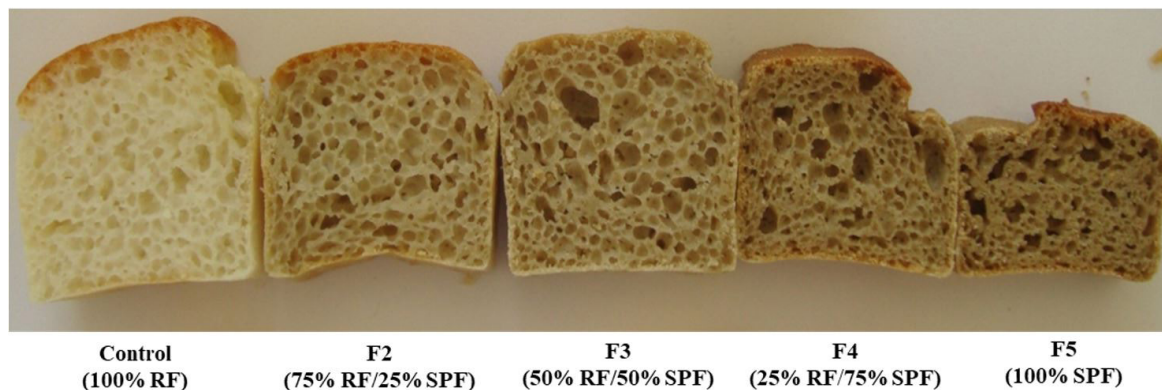 Control
(100% RF)
F2
(75% RF/25% SPF)
F3
(50% RF/50% SPF)
F4
(25% RF/75% SPF)
F5
(100% SPF)